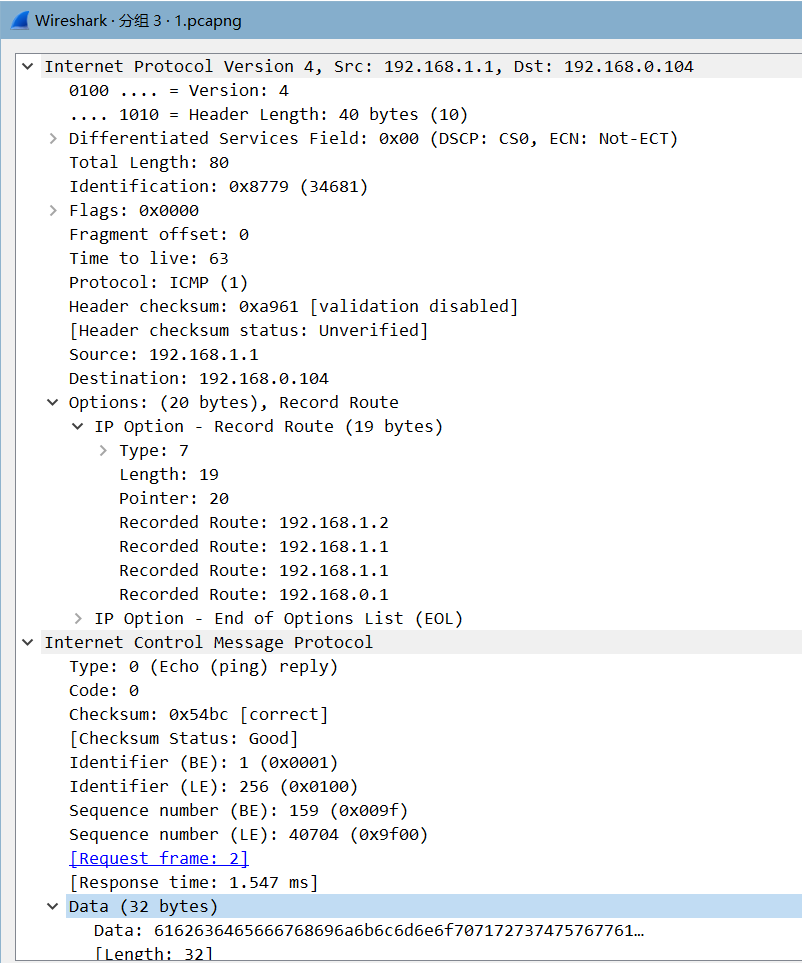 Wireshark · 分组 3 · 1.pcapng
Internet Protocol Version 4, Src: 192.168.1.1, Dst: 192.168.0.104
0100 .... = Version: 4
.... 1010 = Header Length: 40 bytes (10)
Differentiated Services Field: 0x00 (DSCP: CS0, ECN: Not-ECT)
Total Length: 80
Identification: 0x8779 (34681)
Flags: 0x0000
Fragment offset: 0
Time to live: 63
Protocol: ICMP (1)
Header checksum: 0xa961 [validation disabled]
[Header checksum status: Unverified]
Source: 192.168.1.1
Destination: 192.168.0.104
Options: (20 bytes), Record Route
IP Option - Record Route (19 bytes)
Type: 7
Length: 19
Pointer: 20
Recorded Route: 192.168.1.2
Recorded Route: 192.168.1.1
Recorded Route: 192.168.1.1
Recorded Route: 192.168.0.1
IP Option - End of Options List (EOL)
Internet Control Message Protocol
Type: 0 (Echo (ping) reply)
Code: 0
Checksum: 0x54bc [correct]
[Checksum Status: Good]
Identifier (BE): 1 (0x0001)
Identifier (LE): 256 (0x0100)
Sequence number (BE): 159 (0x009f)
Sequence number (LE): 40704 (0x9f00)
[Request frame: 2]
[Response time: 1.547 ms]
Data (32 bytes)
Data: 6162636465666768696a6b6c6d6e6f707172737475767761…
[Length: 32]